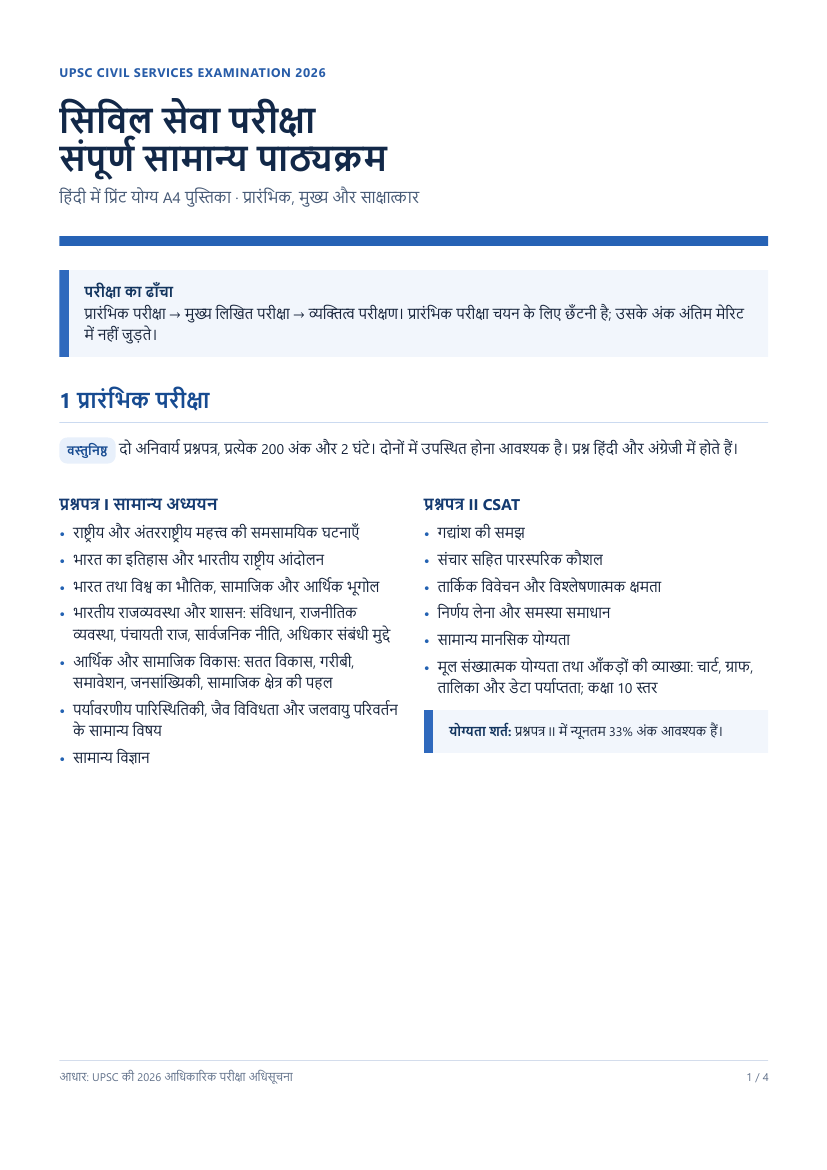 UPSC CIVIL SERVICES EXAMINATION 2026
सिविल सेवा परीक्षा
संपूर्ण सामान्य पाठ्यक्रम
हिंदी में प्रिंट योग्य A4 पुस्तिका · प्रारंभिक, मुख्य और साक्षात्कार
परीक्षा का ढाँचा
प्रारंभिक परीक्षा → मुख्य लिखित परीक्षा → व्यक्तित्व परीक्षण। प्रारंभिक परीक्षा चयन के लिए छँटनी है; उसके अंक अंतिम मेरिट
में नहीं जुड़ते।
1 प्रारंभिक परीक्षा
वस्तुनिष्ठ दो अनिवार्य प्रश्नपत्र, प्रत्येक 200 अंक और 2 घंटे। दोनों में उपस्थित होना आवश्यक है। प्रश्न हिंदी और अंग्रेजी में होते हैं।
प्रश्नपत्र I सामान्य अध्ययन
• राष्ट्रीय और अंतरराष्ट्रीय महत्त्व की समसामयिक घटनाएँ
• भारत का इतिहास और भारतीय राष्ट्रीय आंदोलन
• भारत तथा विश्व का भौतिक, सामाजिक और आर्थिक भूगोल
• भारतीय राजव्यवस्था और शासन: संविधान, राजनीतिक
व्यवस्था, पंचायती राज, सार्वजनिक नीति, अधिकार संबंधी मुद्दे
• आर्थिक और सामाजिक विकास: सतत विकास, गरीबी,
समावेशन, जनसांख्यिकी, सामाजिक क्षेत्र की पहल
• पर्यावरणीय पारिस्थितिकी, जैव विविधता और जलवायु परिवर्तन
के सामान्य विषय
• सामान्य विज्ञान
प्रश्नपत्र II CSAT
• गद्यांश की समझ
• संचार सहित पारस्परिक कौशल
• तार्किक विवेचन और विश्लेषणात्मक क्षमता
• निर्णय लेना और समस्या समाधान
• सामान्य मानसिक योग्यता
• मूल संख्यात्मक योग्यता तथा आँकड़ों की व्याख्या: चार्ट, ग्राफ,
तालिका और डेटा पर्याप्तता; कक्षा 10 स्तर
योग्यता शर्त: प्रश्नपत्र II में न्यूनतम 33% अंक आवश्यक हैं।
आधार: UPSC की 2026 आधिकारिक परीक्षा अधिसूचना
1 / 4